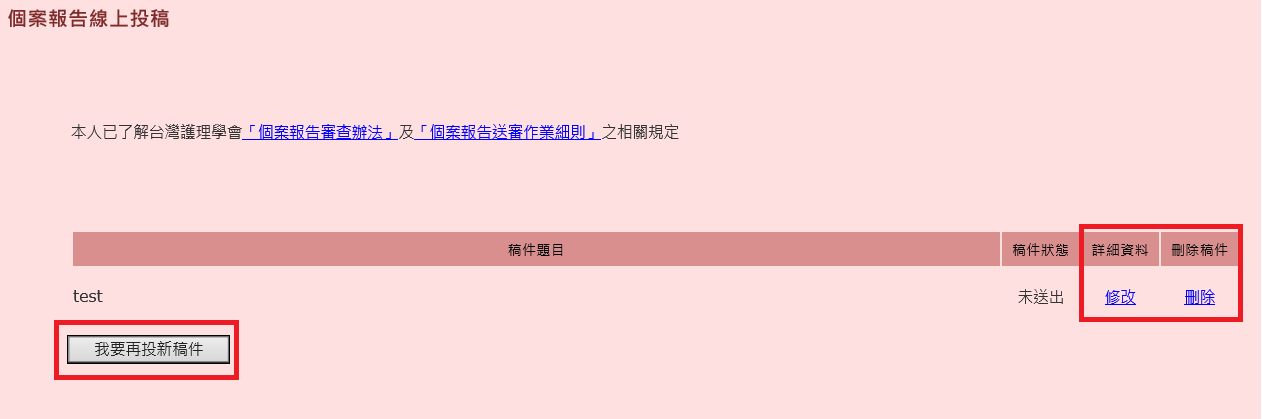 個案報告線上投稿
本人已了解台灣護理學會「個案報告審查辦法」及「個案報告送審作業細則」之相關規定
稿件題目 稿件狀態 詳細資料 刪除稿件
test 未送出 修改 刪除
我要再投新稿件